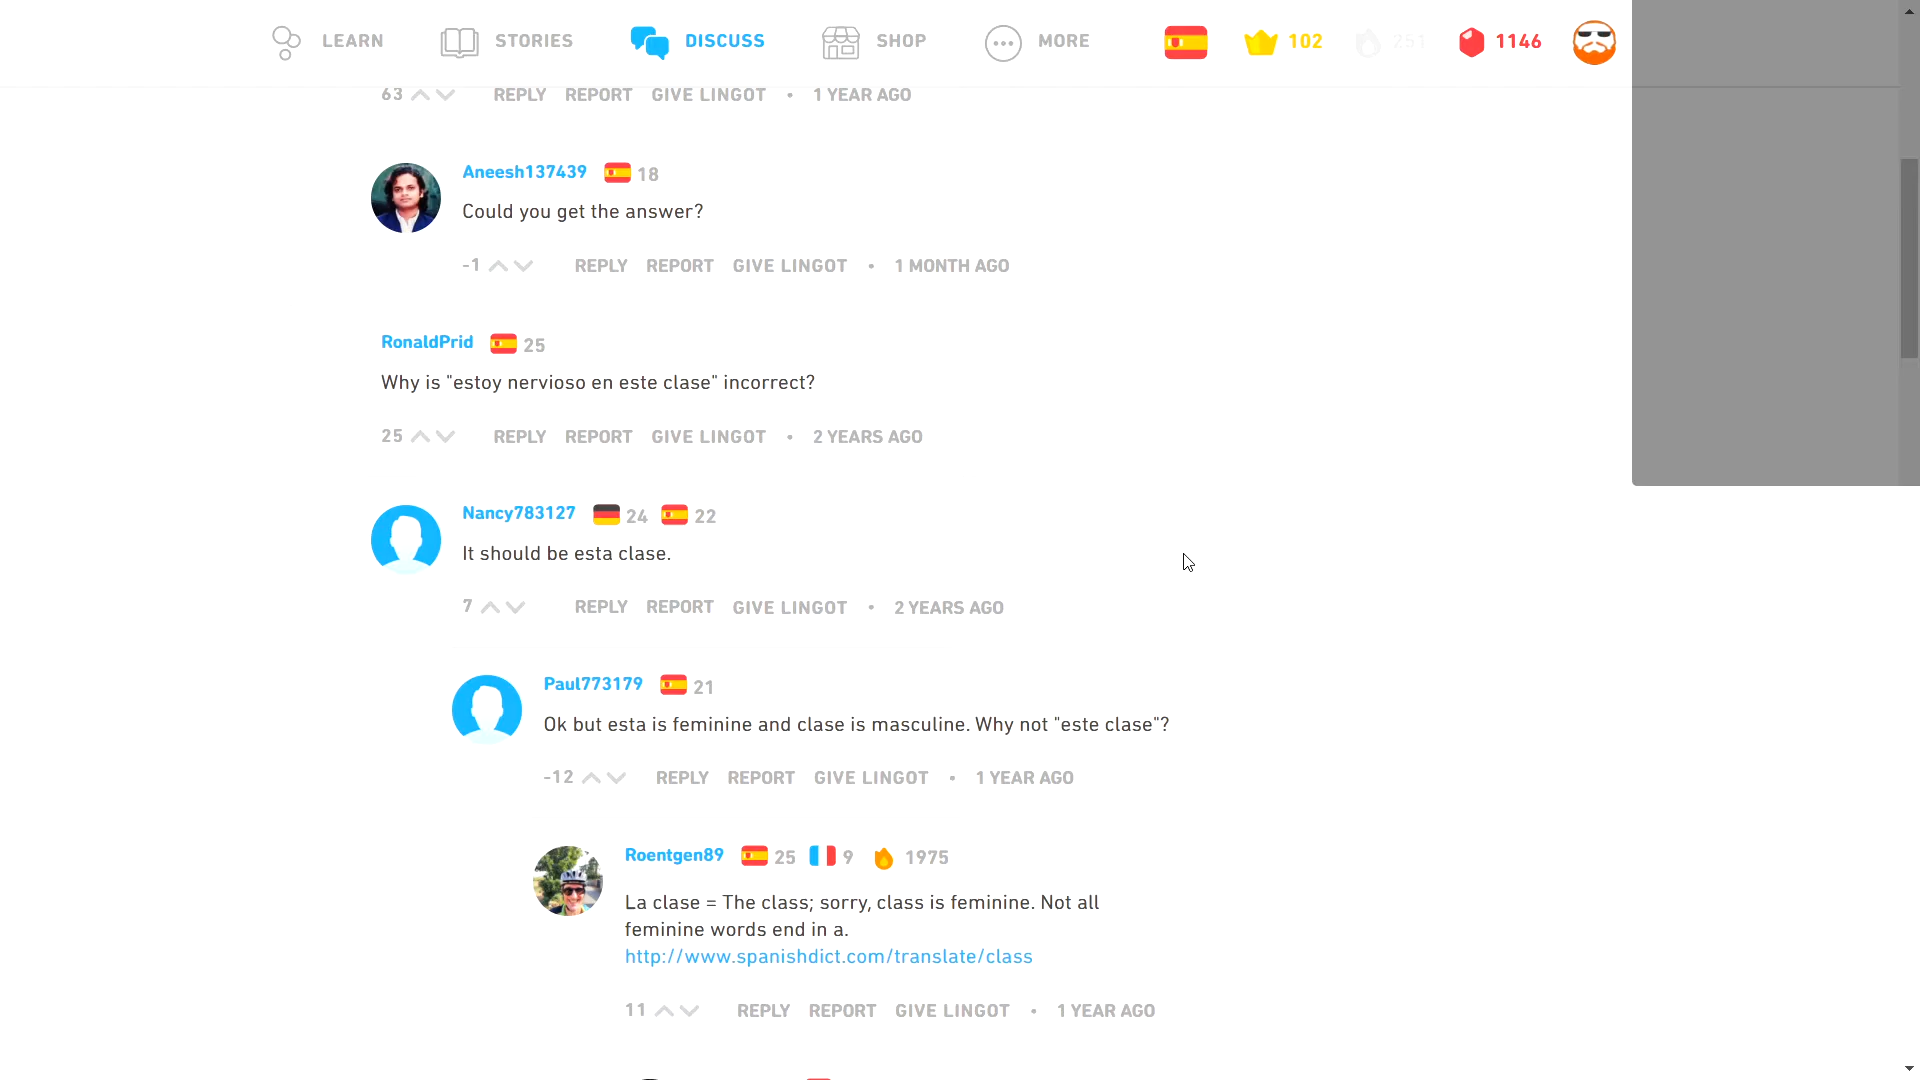 LEARN STORIES DISCUSS SHOP MORE 102 251 1146
63 REPLY REPORT GIVE LINGOT • 1 YEAR AGO
Aneesh137439 18
Could you get the answer?
-1 REPLY REPORT GIVE LINGOT • 1 MONTH AGO
RonaldPrid 25
Why is "estoy nervioso en este clase" incorrect?
25 REPLY REPORT GIVE LINGOT • 2 YEARS AGO
Nancy783127 24 22
It should be esta clase.
7 REPLY REPORT GIVE LINGOT • 2 YEARS AGO
Paul773179 21
Ok but esta is feminine and clase is masculine. Why not "este clase"?
-12 REPLY REPORT GIVE LINGOT • 1 YEAR AGO
Roentgen89 25 9 1975
La clase = The class; sorry, class is feminine. Not all
feminine words end in a.
http://www.spanishdict.com/translate/class
11 REPLY REPORT GIVE LINGOT • 1 YEAR AGO